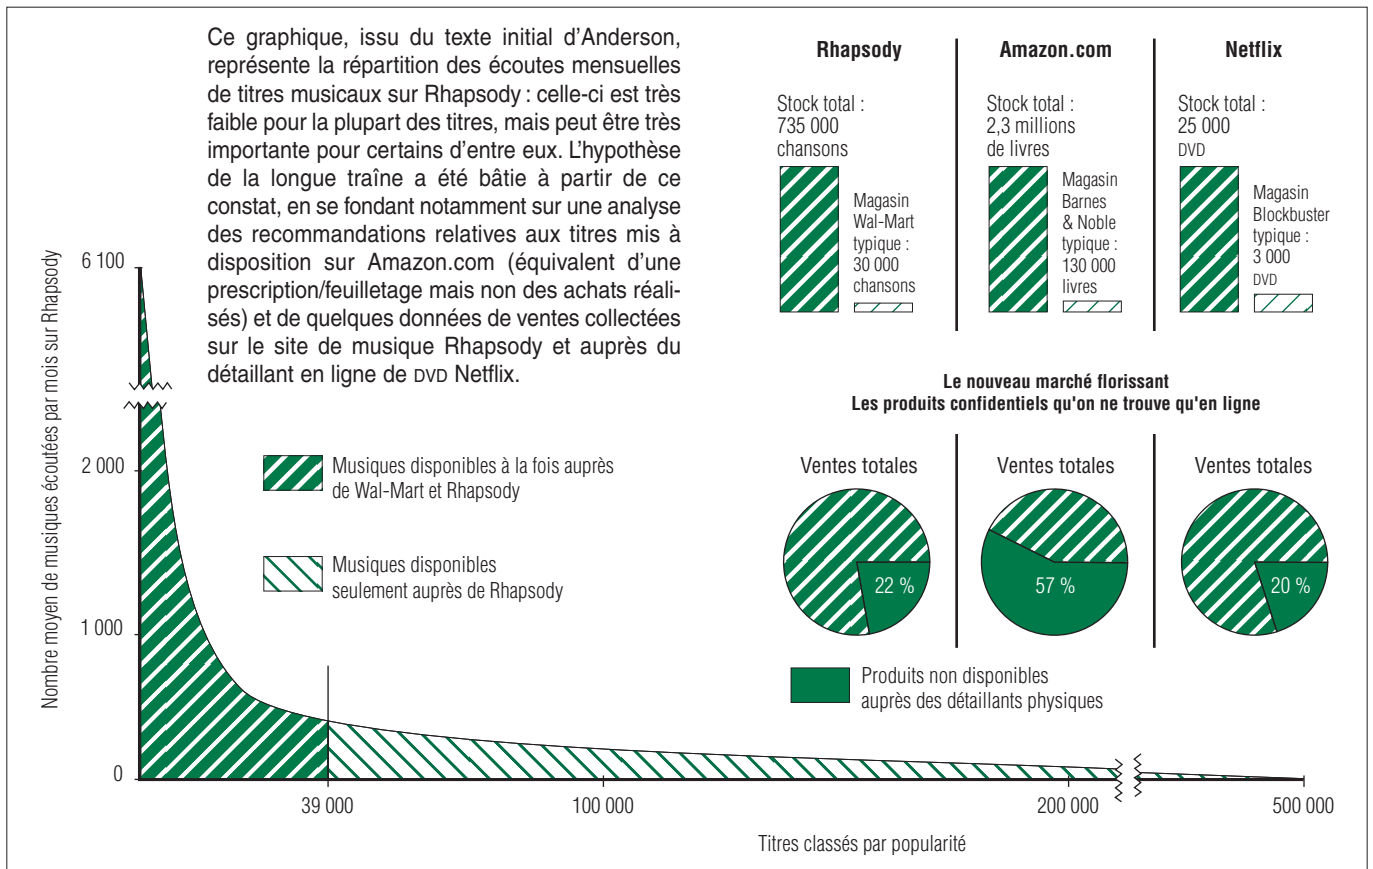 Ce graphique, issu du texte initial d'Anderson,
représente la répartition des écoutes mensuelles
de titres musicaux sur Rhapsody : celle-ci est très
faible pour la plupart des titres, mais peut être très
importante pour certains d'entre eux. L'hypothèse
de la longue traîne a été bâtie à partir de ce
constat, en se fondant notamment sur une analyse
des recommandations relatives aux titres mis à
disposition sur Amazon.com (équivalent d'une
prescription/feuilletage mais non des achats réali-
sés) et de quelques données de ventes collectées
sur le site de musique Rhapsody et auprès du
détaillant en ligne de DVD Netflix.
Rhapsody
Stock total :
735 000
chansons
Magasin
Wal-Mart
typique :
30 000
chansons
Amazon.com
Stock total :
2,3 millions
de livres
Magasin
Barnes
& Noble
typique :
130 000
livres
Netflix
Stock total :
25 000
DVD
Magasin
Blockbuster
typique :
3 000
DVD
Le nouveau marché florissant
Les produits confidentiels qu'on ne trouve qu'en ligne
Ventes totales
22 %
Ventes totales
57 %
Ventes totales
20 %
Produits non disponibles
auprès des détaillants physiques
Musiques disponibles à la fois auprès
de Wal-Mart et Rhapsody
Musiques disponibles
seulement auprès de Rhapsody
Nombre moyen de musiques écoutées par mois sur Rhapsody
6 100
2 000
1 000
0
39 000
100 000
200 000
500 000
Titres classés par popularité